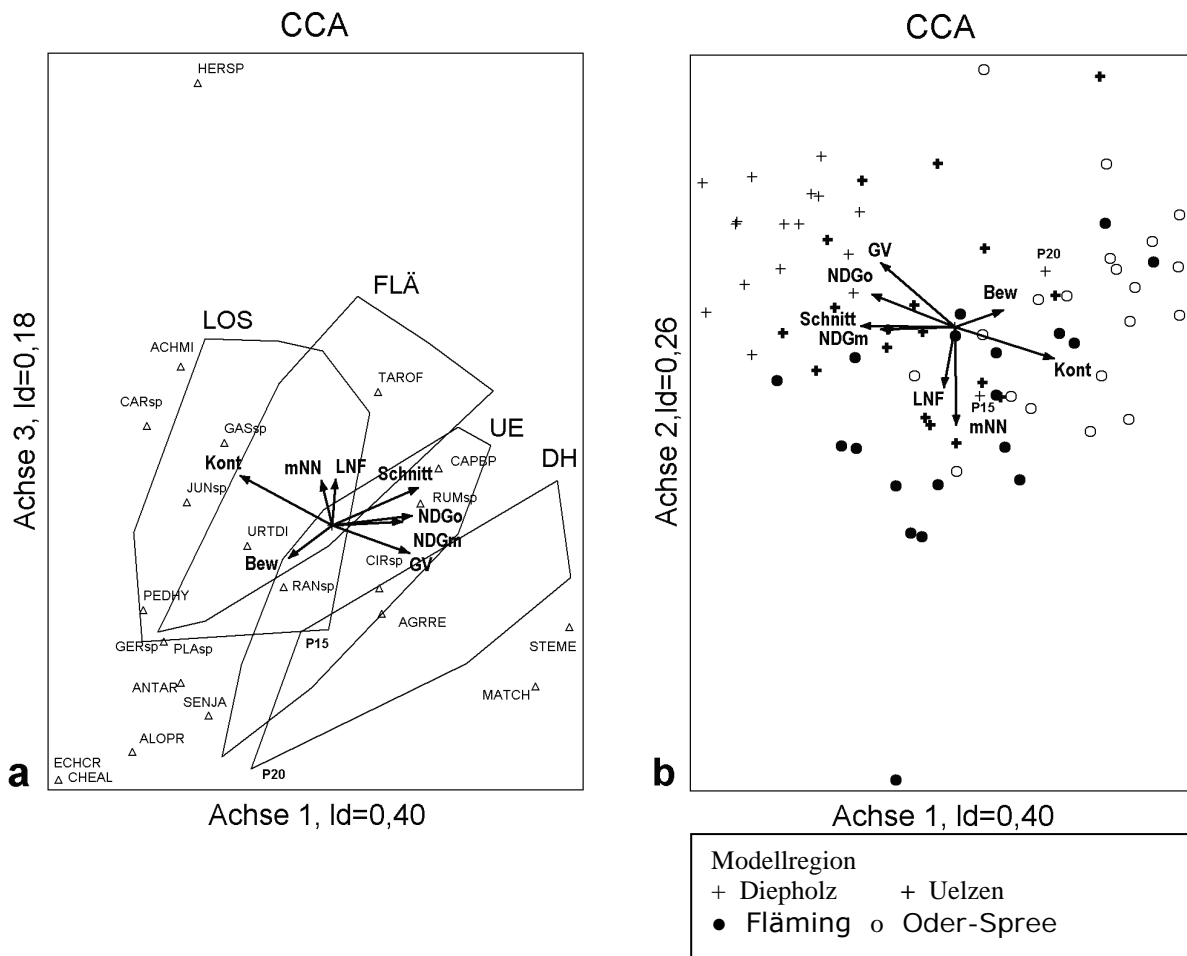 CCA
HERSP
FLÄ
LOS
ACHMI
TAROF
CARsp
GASsp
UE
DH
Kont
mNN
LNF
Schnitt
CAPBP
JUNsp
RUMsp
NDGo
URTDI
NDGm
Bew
CIRsp
GV
RANsp
PEDHY
AGRRE
GERsp
PLAsp
P15
STEME
ANTAR
SENJA
MATCH
ALOPR
ECHCR
CHEAL
P20
Achse 3, ld=0,18
Achse 1, ld=0,40
a
CCA
GV
P20
NDGo
Bew
Schnitt
NDGm
Kont
LNF
P15
mNN
Achse 2,ld=0,26
Achse 1, ld=0,40
b
Modellregion
+ Diepholz + Uelzen
● Fläming o Oder-Spree